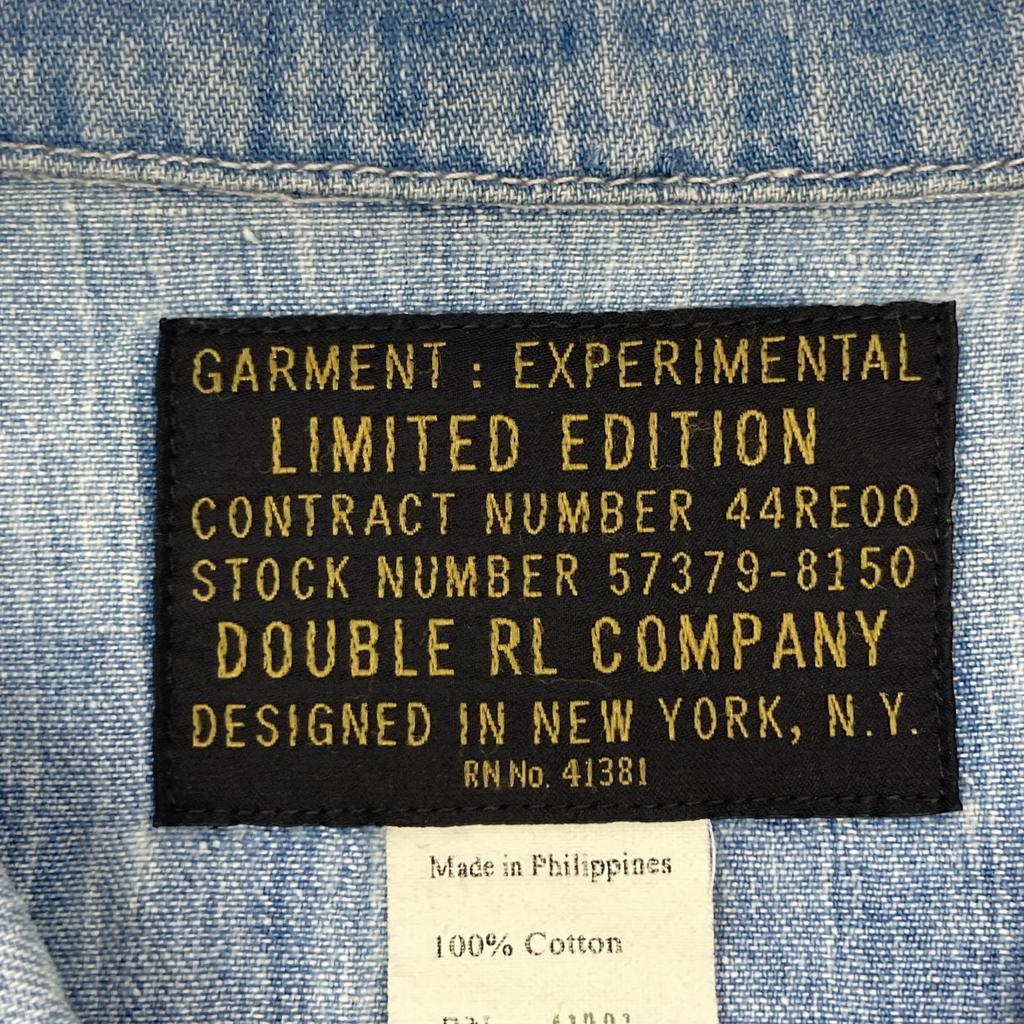 GARMENT : EXPERIMENTAL
LIMITED EDITION
CONTRACT NUMBER 44RE00
STOCK NUMBER 57379-8150
DOUBLE RL COMPANY
DESIGNED IN NEW YORK, N.Y.
RN No. 41381
Made in Philippines
100% Cotton